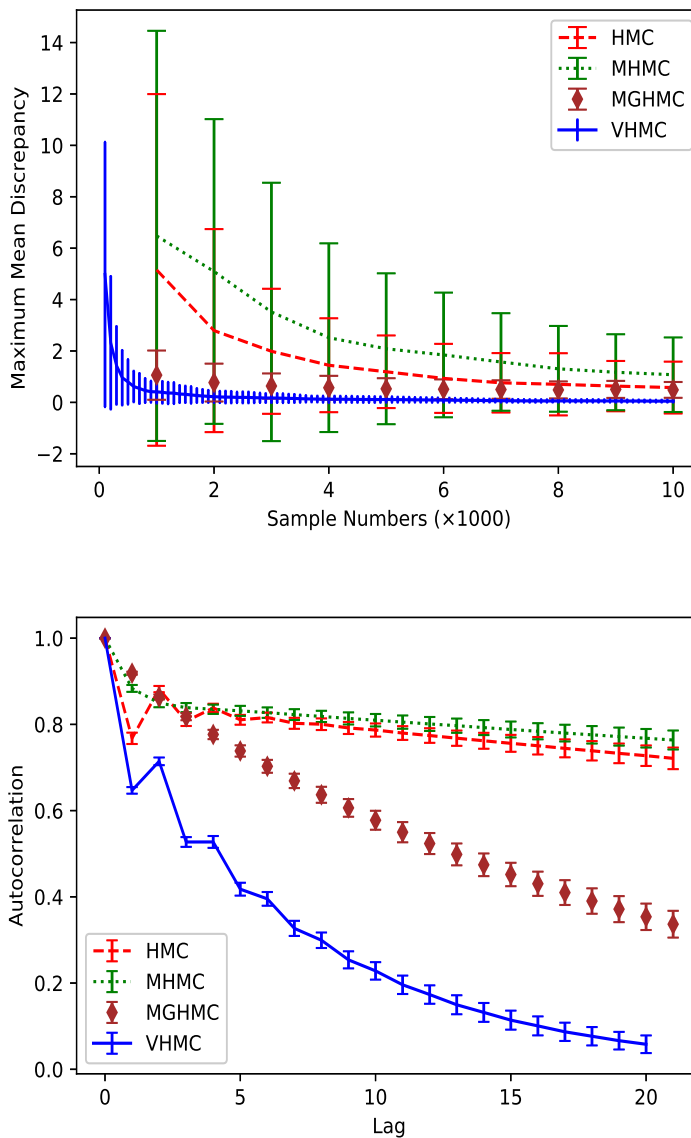 Maximum Mean Discrepancy
14
12
10
8
6
4
2
0
−2
HMC
MHMC
MGHMC
VHMC
0 2 4 6 8 10
Sample Numbers (×1000)
Autocorrelation
1.0
0.8
0.6
0.4
0.2
0.0
HMC
MHMC
MGHMC
VHMC
0 5 10 15 20
Lag